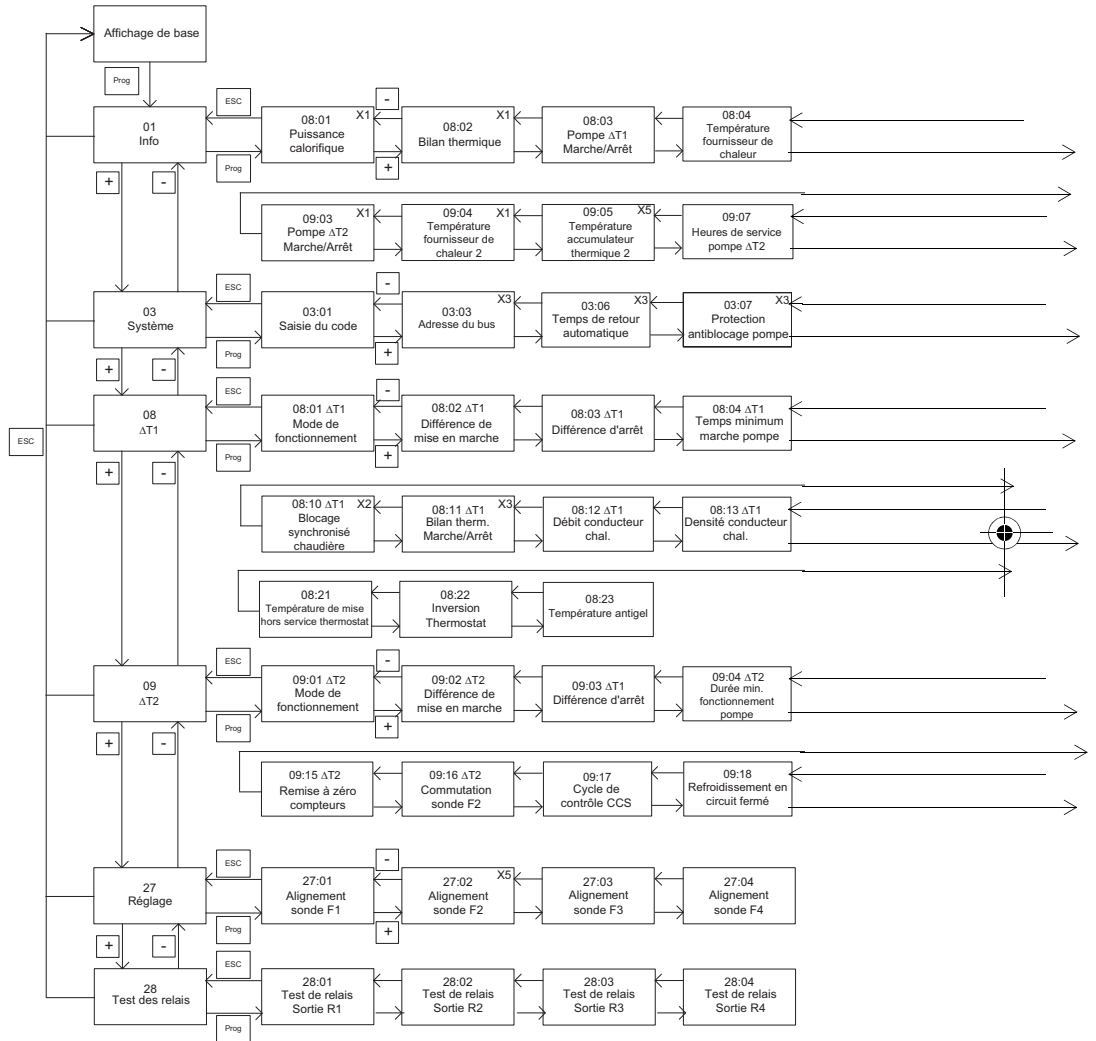 Affichage de base
Prog
ESC
-
01
Info
08:01
X1
Puissance
calorifique
08:02
X1
Bilan thermique
08:03
Pompe ΔT1
Marche/Arrêt
08:04
Température
fournisseur de
chaleur
Prog
+
+
-
09:03
X1
Pompe ΔT2
Marche/Arrêt
09:04
X1
Température
fournisseur de
chaleur 2
09:05
X5
Température
accumulateur
thermique 2
09:07
Heures de service
pompe ΔT2
ESC
-
03
Système
03:01
Saisie du code
03:03
X3
Adresse du bus
03:06
X3
Temps de retour
automatique
03:07
X3
Protection
antiblocage pompe
Prog
+
+
-
ESC
-
08
ΔT1
08:01 ΔT1
Mode de
fonctionnement
08:02 ΔT1
Différence de
mise en marche
08:03 ΔT1
Différence d'arrêt
08:04 ΔT1
Temps minimum
marche pompe
ESC
Prog
+
+
-
08:10 ΔT1
X2
Blocage
synchronisé
chaudière
08:11 ΔT1
X3
Bilan therm.
Marche/Arrêt
08:12 ΔT1
Débit conducteur
chal.
08:13 ΔT1
Densité conducteur
chal.
08:21
Température de mise
hors service thermostat
08:22
Inversion
Thermostat
08:23
Température antigel
ESC
-
09
ΔT2
09:01 ΔT2
Mode de
fonctionnement
09:02 ΔT2
Différence de
mise en marche
09:03 ΔT1
Différence d'arrêt
09:04 ΔT2
Durée min.
fonctionnement
pompe
Prog
+
+
-
09:15 ΔT2
Remise à zéro
compteurs
09:16 ΔT2
Commutation
sonde F2
09:17
Cycle de
contrôle CCS
09:18
Refroidissement en
circuit fermé
ESC
-
27
Réglage
27:01
Alignement
sonde F1
27:02
X5
Alignement
sonde F2
27:03
Alignement
sonde F3
27:04
Alignement
sonde F4
Prog
+
+
-
ESC
28
Test des relais
28:01
Test de relais
Sortie R1
28:02
Test de relais
Sortie R2
28:03
Test de relais
Sortie R3
28:04
Test de relais
Sortie R4
Prog